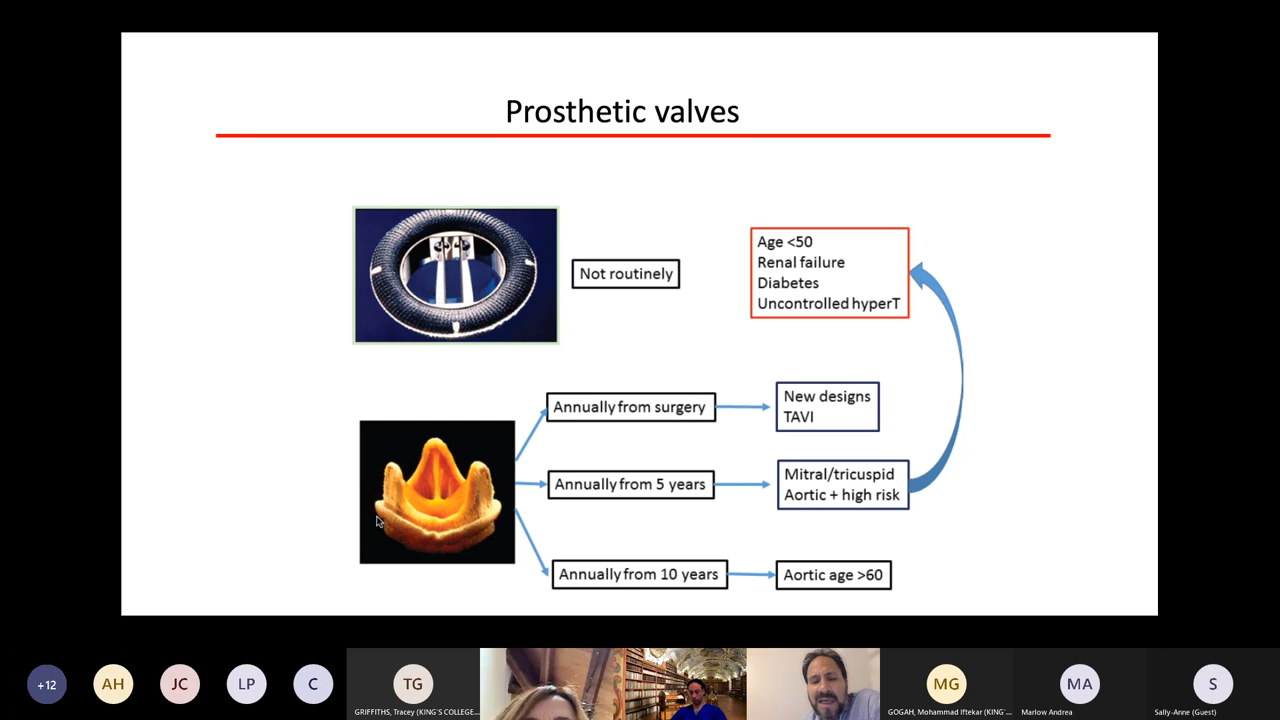 Prosthetic valves
Not routinely
Age <50
Renal failure
Diabetes
Uncontrolled hyperT
Annually from surgery
New designs
TAVI
Annually from 5 years
Mitral/tricuspid
Aortic + high risk
Annually from 10 years
Aortic age >60
+12
AH
JC
LP
C
TG
GRIFFITHS, Tracey (KING'S COLLEGE...
MG
GOGAH, Mohammad Iftekar (KING'...
MA
Marlow Andrea
S
Sally-Anne (Guest)